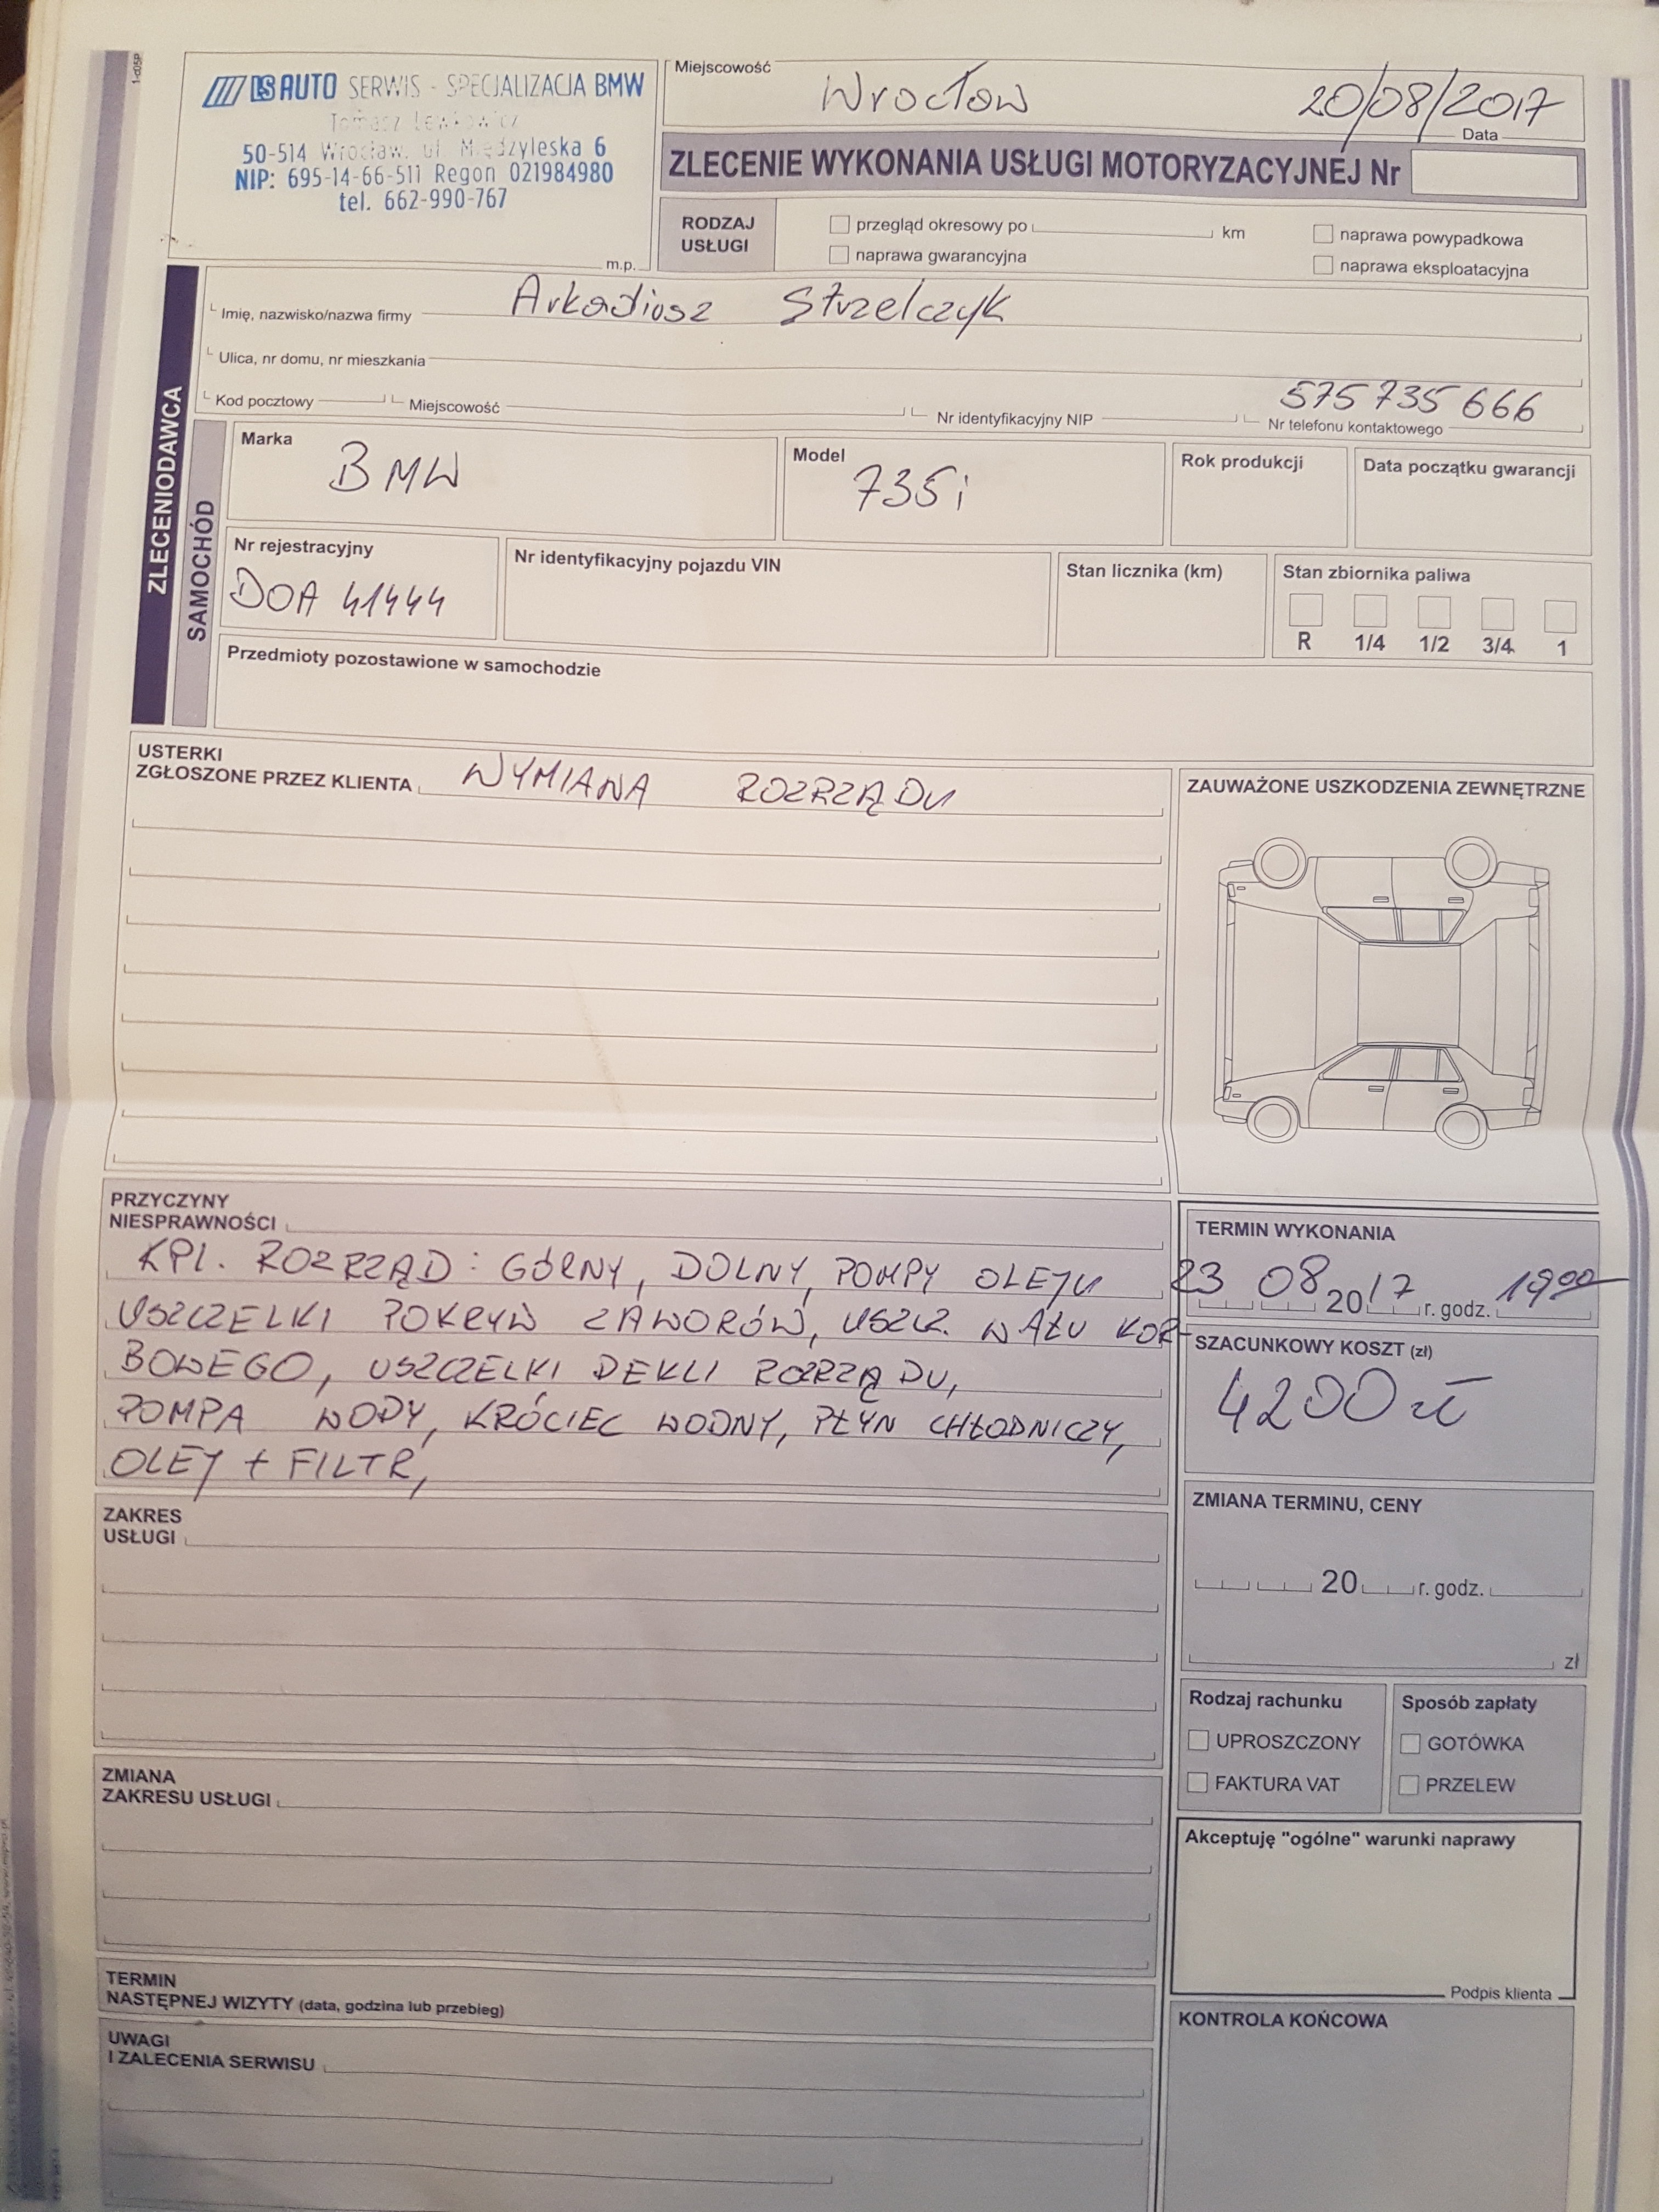 LS AUTO SERWIS - SPECJALIZACJA BMW
Tomasz Lewkowicz
50-514 Wrocław, ul. Międzyleska 6
NIP: 695-14-66-511 Regon 021984980
tel. 662-990-767
m.p.
Miejscowość
Wrocław 20/08/2017
Data
ZLECENIE WYKONANIA USŁUGI MOTORYZACYJNEJ Nr
RODZAJ USŁUGI
przegląd okresowy po km
naprawa gwarancyjna
naprawa powypadkowa
naprawa eksploatacyjna
ZLECENIODAWCA
Imię, nazwisko/nazwa firmy Arkadiusz Strzelczyk
Ulica, nr domu, nr mieszkania
Kod pocztowy Miejscowość Nr identyfikacyjny NIP
575 735 666
Nr telefonu kontaktowego
SAMOCHÓD
Marka
BMW
Model
735i
Rok produkcji
Data początku gwarancji
Nr rejestracyjny
DOA 41444
Nr identyfikacyjny pojazdu VIN
Stan licznika (km)
Stan zbiornika paliwa
R 1/4 1/2 3/4 1
Przedmioty pozostawione w samochodzie
USTERKI
ZGŁOSZONE PRZEZ KLIENTA WYMIANA ROZRZĄDU
ZAUWAŻONE USZKODZENIA ZEWNĘTRZNE
PRZYCZYNY
NIESPRAWNOŚCI
KPL. ROZRZĄD : GÓRNY, DOLNY, POMPY OLEJU
USZCZELKI POKRYW ZAWORÓW, USZCZ. WAŁU KOR-
BOWEGO, USZCZELKI DEKLI ROZRZĄDU,
POMPA WODY, KRÓCIEC WODNY, PŁYN CHŁODNICZY,
OLEJ + FILTR,
TERMIN WYKONANIA
23 08 2017 r. godz. 19 00
SZACUNKOWY KOSZT (zł)
4200 zł
ZAKRES
USŁUGI
ZMIANA TERMINU, CENY
20 r. godz.
zł
Rodzaj rachunku
UPROSZCZONY
FAKTURA VAT
Sposób zapłaty
GOTÓWKA
PRZELEW
ZMIANA
ZAKRESU USŁUGI
Akceptuję "ogólne" warunki naprawy
Podpis klienta
TERMIN
NASTĘPNEJ WIZYTY (data, godzina lub przebieg)
KONTROLA KOŃCOWA
UWAGI
I ZALECENIA SERWISU